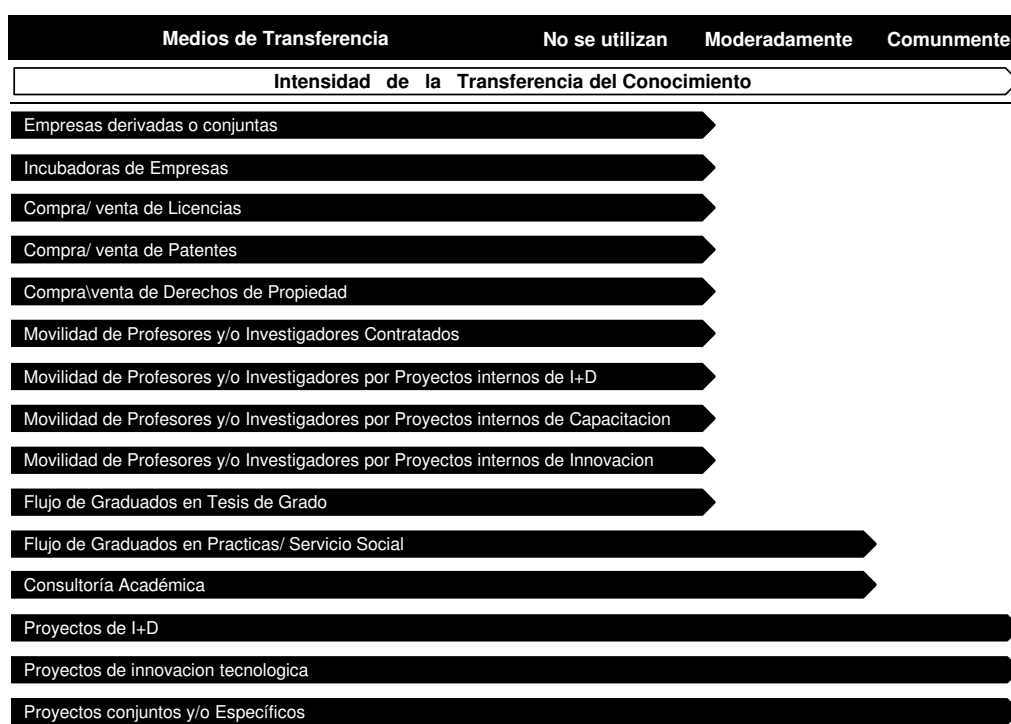 Medios de Transferencia No se utilizan Moderadamente Comunmente
Intensidad de la Transferencia del Conocimiento
Empresas derivadas o conjuntas
Incubadoras de Empresas
Compra/ venta de Licencias
Compra/ venta de Patentes
Compra\venta de Derechos de Propiedad
Movilidad de Profesores y/o Investigadores Contratados
Movilidad de Profesores y/o Investigadores por Proyectos internos de I+D
Movilidad de Profesores y/o Investigadores por Proyectos internos de Capacitacion
Movilidad de Profesores y/o Investigadores por Proyectos internos de Innovacion
Flujo de Graduados en Tesis de Grado
Flujo de Graduados en Practicas/ Servicio Social
Consultoría Académica
Proyectos de I+D
Proyectos de innovacion tecnologica
Proyectos conjuntos y/o Específicos